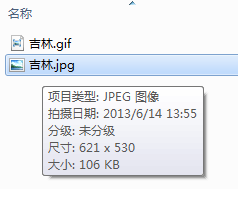 名称
吉林.gif
吉林.jpg
项目类型: JPEG 图像
拍摄日期: 2013/6/14 13:55
分级: 未分级
尺寸: 621 x 530
大小: 106 KB